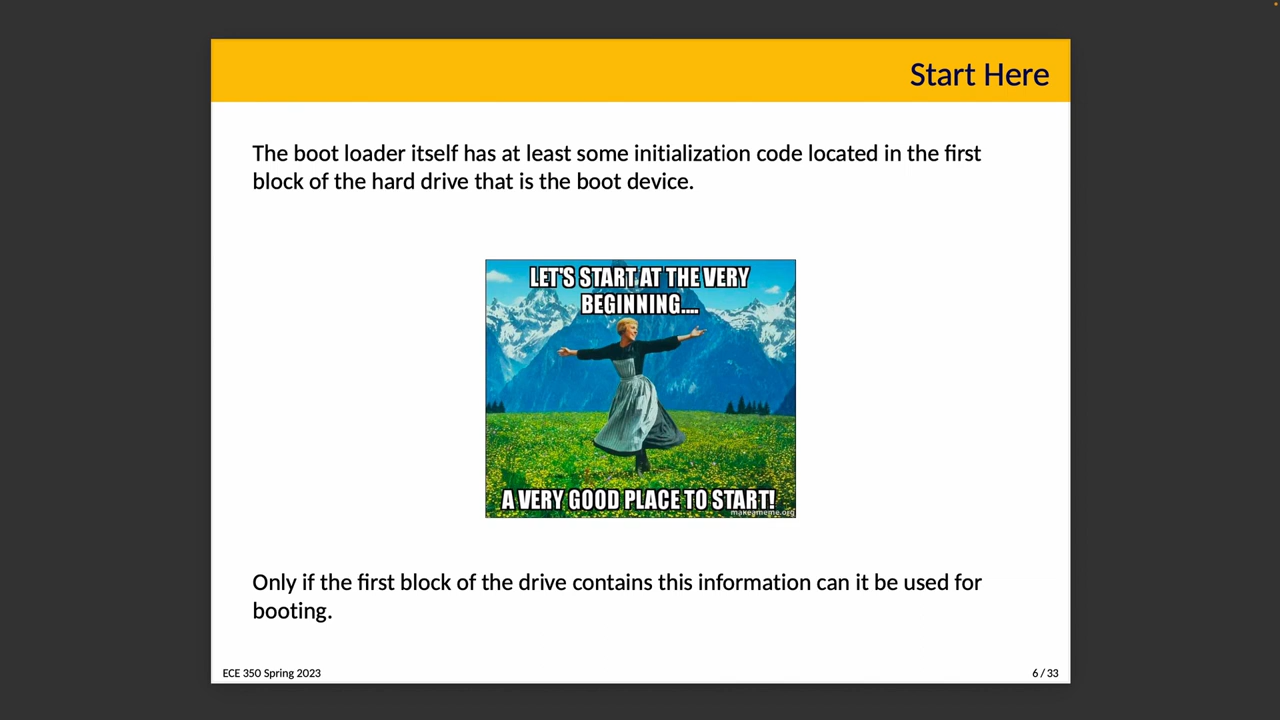 Start Here
The boot loader itself has at least some initialization code located in the first
block of the hard drive that is the boot device.
LET'S START AT THE VERY
BEGINNING....
A VERY GOOD PLACE TO START!
makeameme.org
Only if the first block of the drive contains this information can it be used for
booting.
ECE 350 Spring 2023
6 / 33